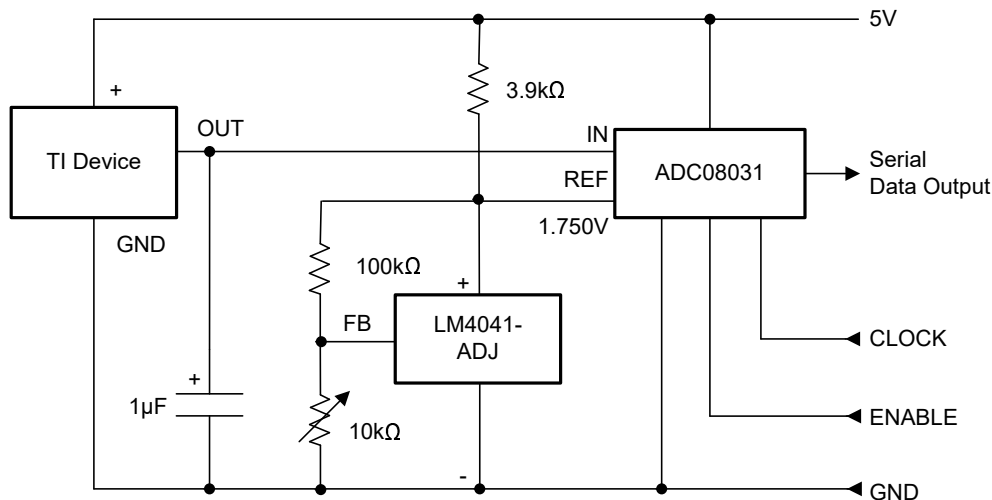 5V
+
3.9kΩ
OUT
IN
TI Device
ADC08031
Serial
Data Output
REF
1.750V
GND
100kΩ
+
FB
LM4041-
ADJ
CLOCK
+
1µF
10kΩ
ENABLE
-
GND